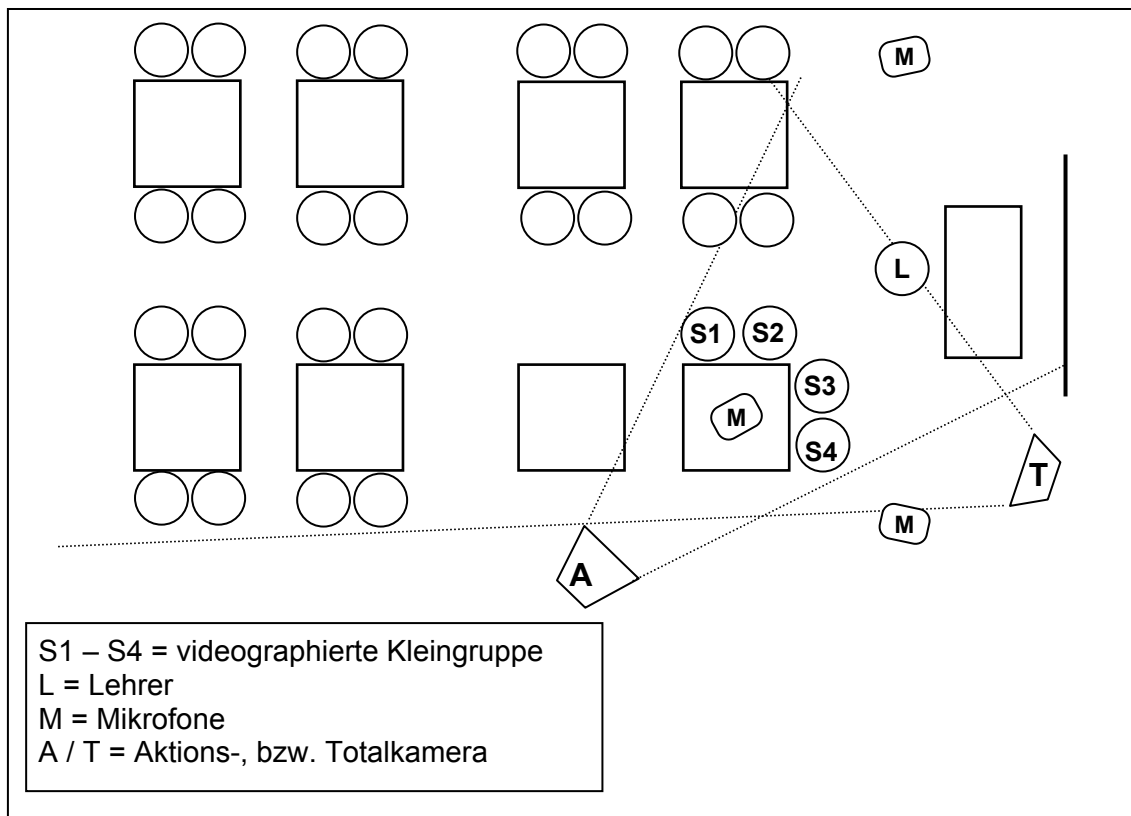 M
L
S1 S2
S3
M
S4
T
M
A
S1 – S4 = videographierte Kleingruppe
L = Lehrer
M = Mikrofone
A / T = Aktions-, bzw. Totalkamera